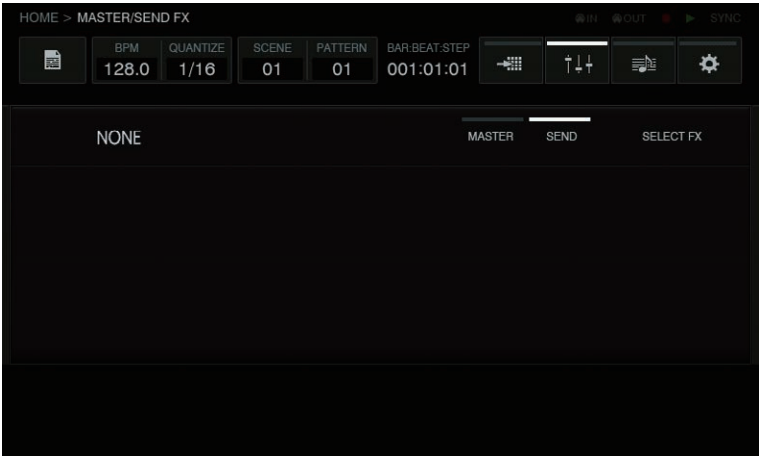 HOME > MASTER/SEND FX IN OUT SYNC
BPM QUANTIZE SCENE PATTERN BAR:BEAT:STEP
128.0 1/16 01 01 001:01:01
NONE MASTER SEND SELECT FX